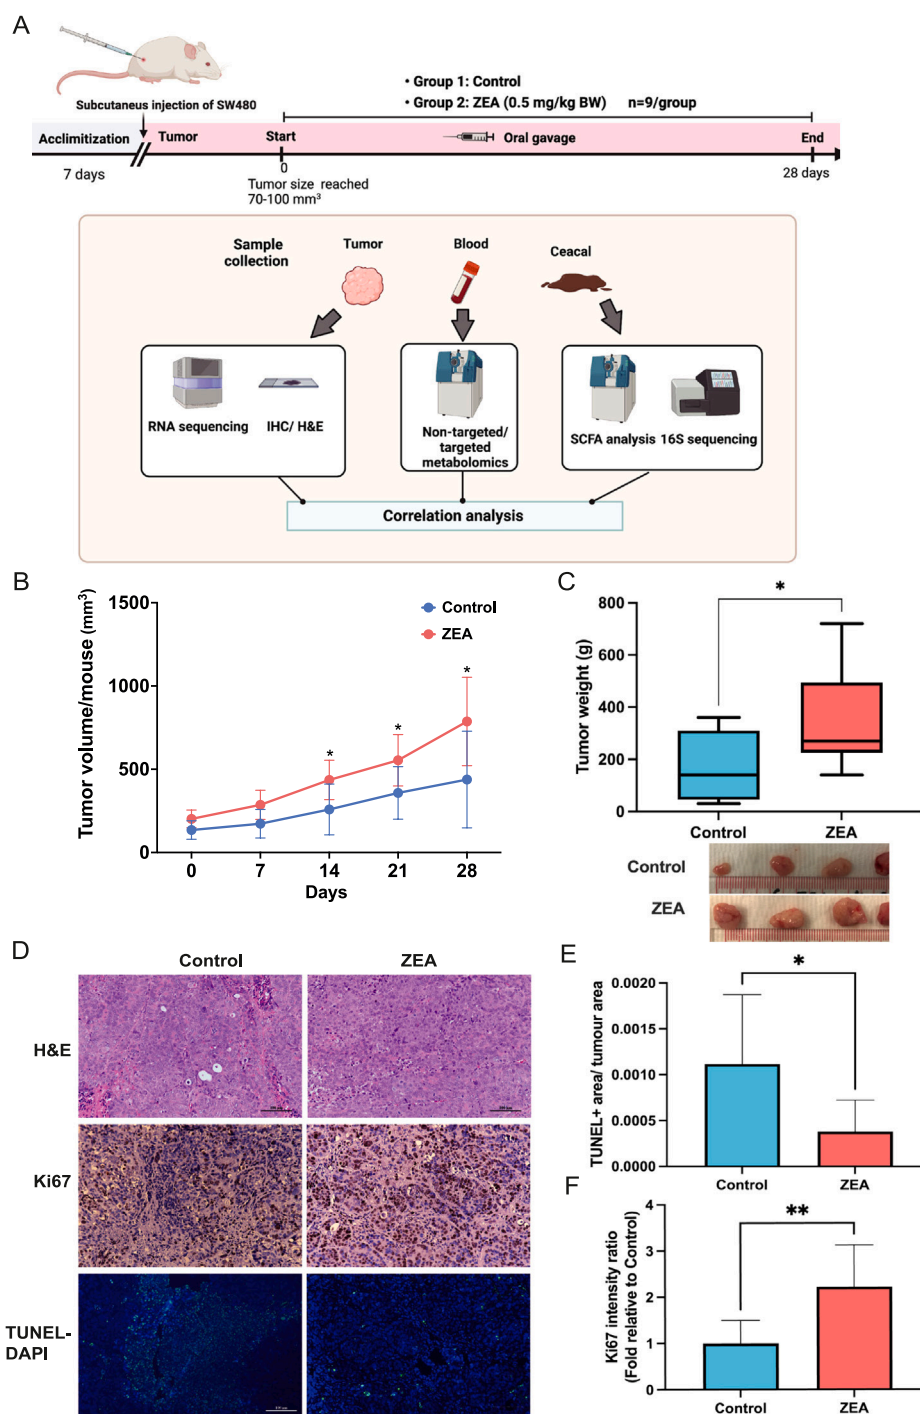 A
Subcutaneus injection of SW480
• Group 1: Control
• Group 2: ZEA (0.5 mg/kg BW) n=9/group
Acclimitization
Tumor
Start
Oral gavage
End
7 days
0
28 days
Tumor size reached
70-100 mm³
Sample
collection
Tumor
Blood
Ceacal
RNA sequencing
IHC/ H&E
Non-targeted/
targeted
metabolomics
SCFA analysis
16S sequencing
Correlation analysis
B
Tumor volume/mouse (mm³)
1500
1000
500
0
Control
ZEA
*
*
*
0
7
14
21
28
Days
C
*
Tumor weight (g)
800
600
400
200
0
Control
ZEA
Control
ZEA
D
Control
ZEA
H&E
Ki67
TUNEL-
DAPI
E
*
TUNEL+ area/ tumour area
0.0020
0.0015
0.0010
0.0005
0.0000
Control
ZEA
F
**
Ki67 intensity ratio
(Fold relative to Control)
4
3
2
1
0
Control
ZEA